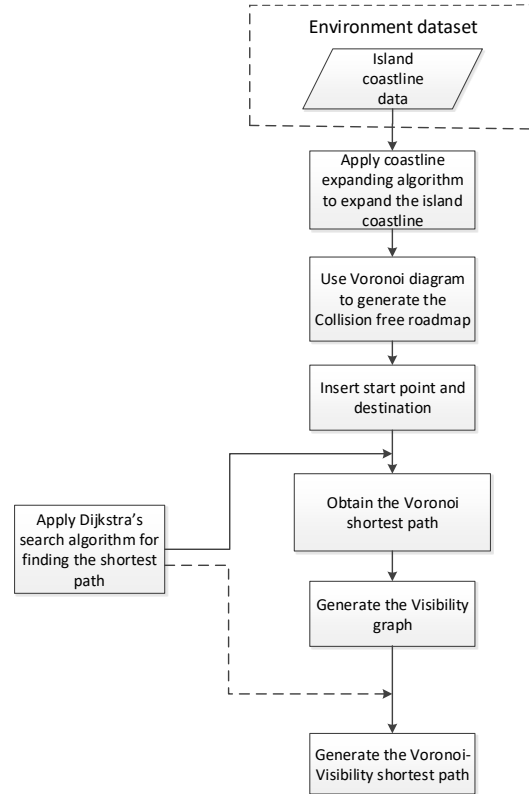 Environment dataset
Island
coastline
data
Apply coastline
expanding algorithm
to expand the island
coastline
Use Voronoi diagram
to generate the
Collision free roadmap
Insert start point and
destination
Apply Dijkstra's
search algorithm for
finding the shortest
path
Obtain the Voronoi
shortest path
Generate the Visibility
graph
Generate the Voronoi-
Visibility shortest path